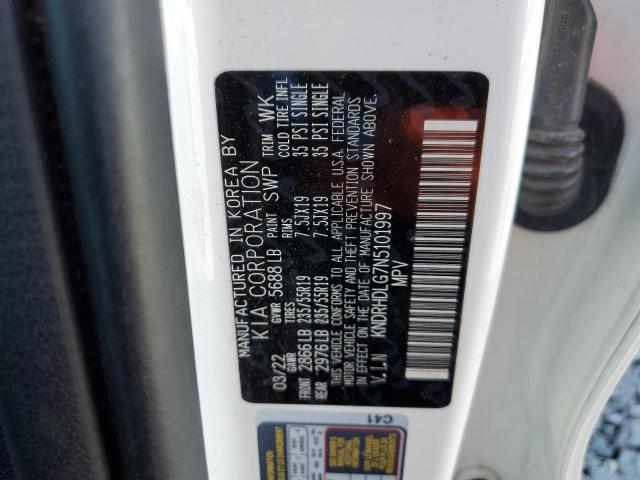 MANUFACTURED IN KOREA BY
KIA CORPORATION
03/22 GVWR 5688LB PAINT SWP TRIM WK
GAWR TIRES RIMS COLD TIRE INFL
FRONT 2866LB 235/55R19 7.5JX19 35 PSI SINGLE
REAR 2976LB 235/55R19 7.5JX19 35 PSI SINGLE
THIS VEHICLE CONFORMS TO ALL APPLICABLE U.S.A. FEDERAL
MOTOR VEHICLE SAFETY AND THEFT PREVENTION STANDARDS
IN EFFECT ON THE DATE OF MANUFACTURE SHOWN ABOVE.
V.I.N KNDRHDLG7N5101997
MPV
C41